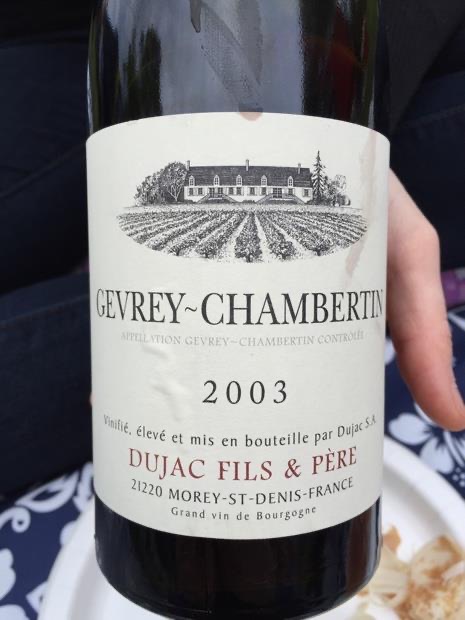 GEVREY~CHAMBERTIN
APPELLATION GEVREY~CHAMBERTIN CONTROLÉE
2003
Vinifié, élevé et mis en bouteille par Dujac S.A.
DUJAC FILS & PÈRE
21220 MOREY-ST-DENIS-FRANCE
Grand vin de Bourgogne